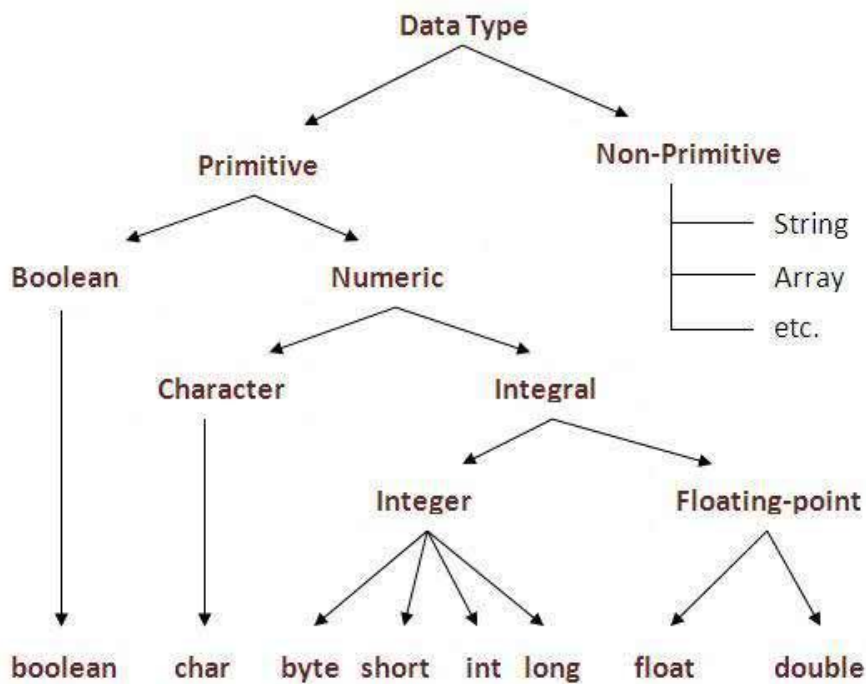 Data Type
Primitive
Non-Primitive
String
Array
etc.
Boolean
Numeric
Character
Integral
Integer
Floating-point
boolean
char
byte
short
int
long
float
double